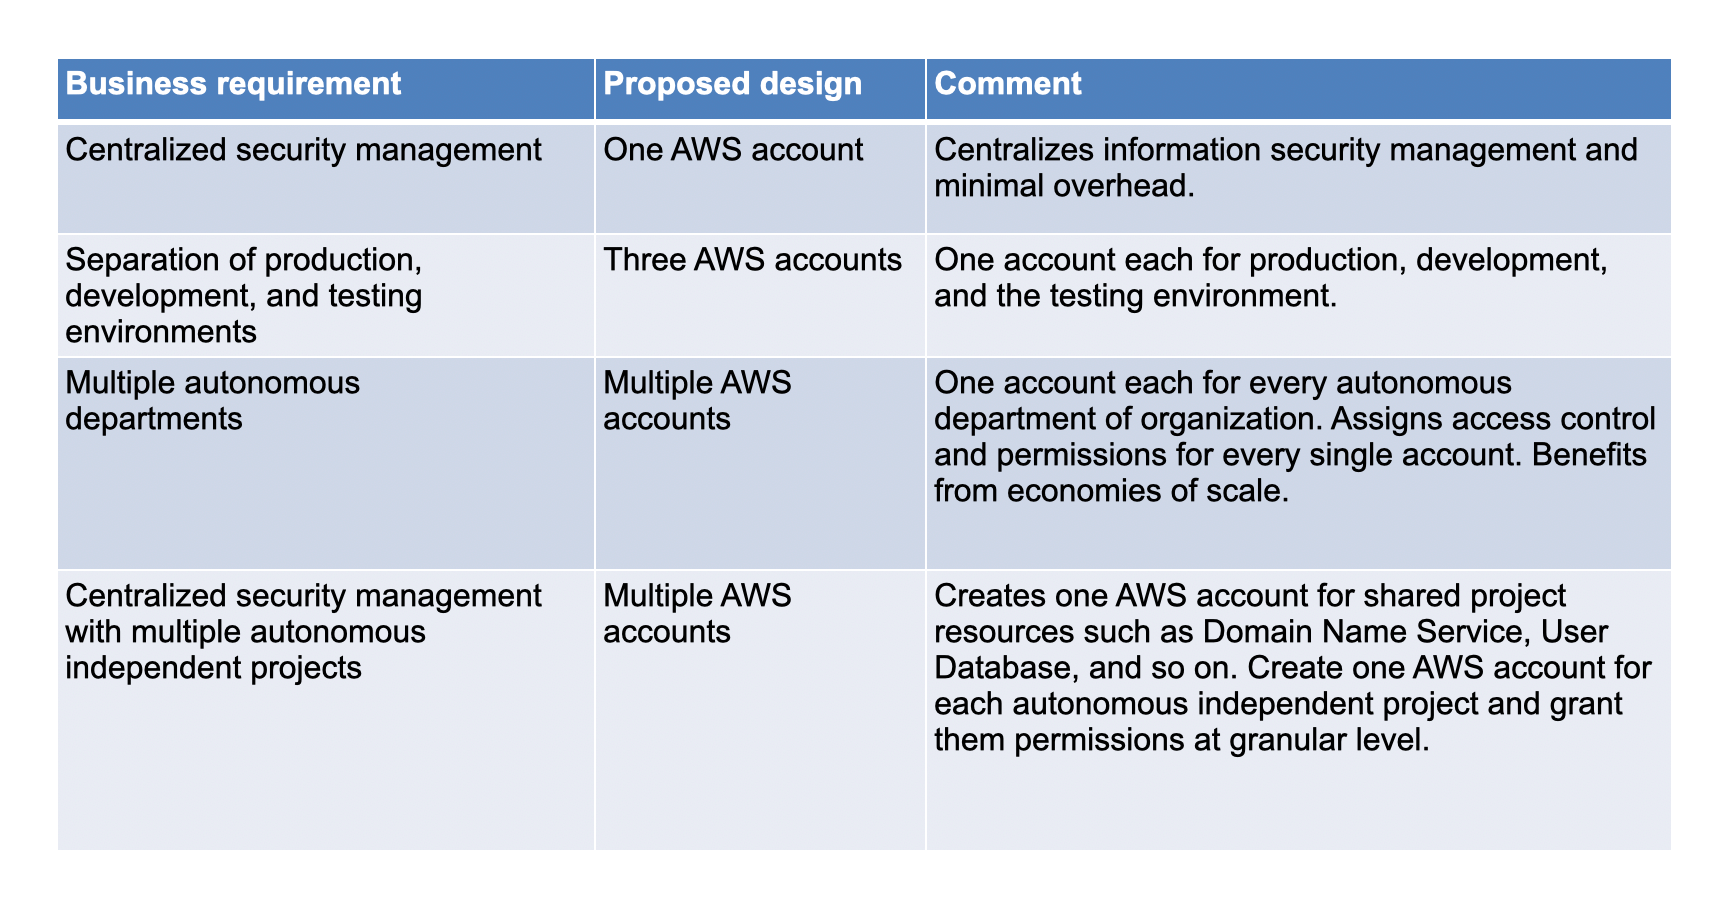 Business requirement
Proposed design
Comment
Centralized security management
One AWS account
Centralizes information security management and
minimal overhead.
Separation of production,
development, and testing
environments
Three AWS accounts
One account each for production, development,
and the testing environment.
Multiple autonomous
departments
Multiple AWS
accounts
One account each for every autonomous
department of organization. Assigns access control
and permissions for every single account. Benefits
from economies of scale.
Centralized security management
with multiple autonomous
independent projects
Multiple AWS
accounts
Creates one AWS account for shared project
resources such as Domain Name Service, User
Database, and so on. Create one AWS account for
each autonomous independent project and grant
them permissions at granular level.